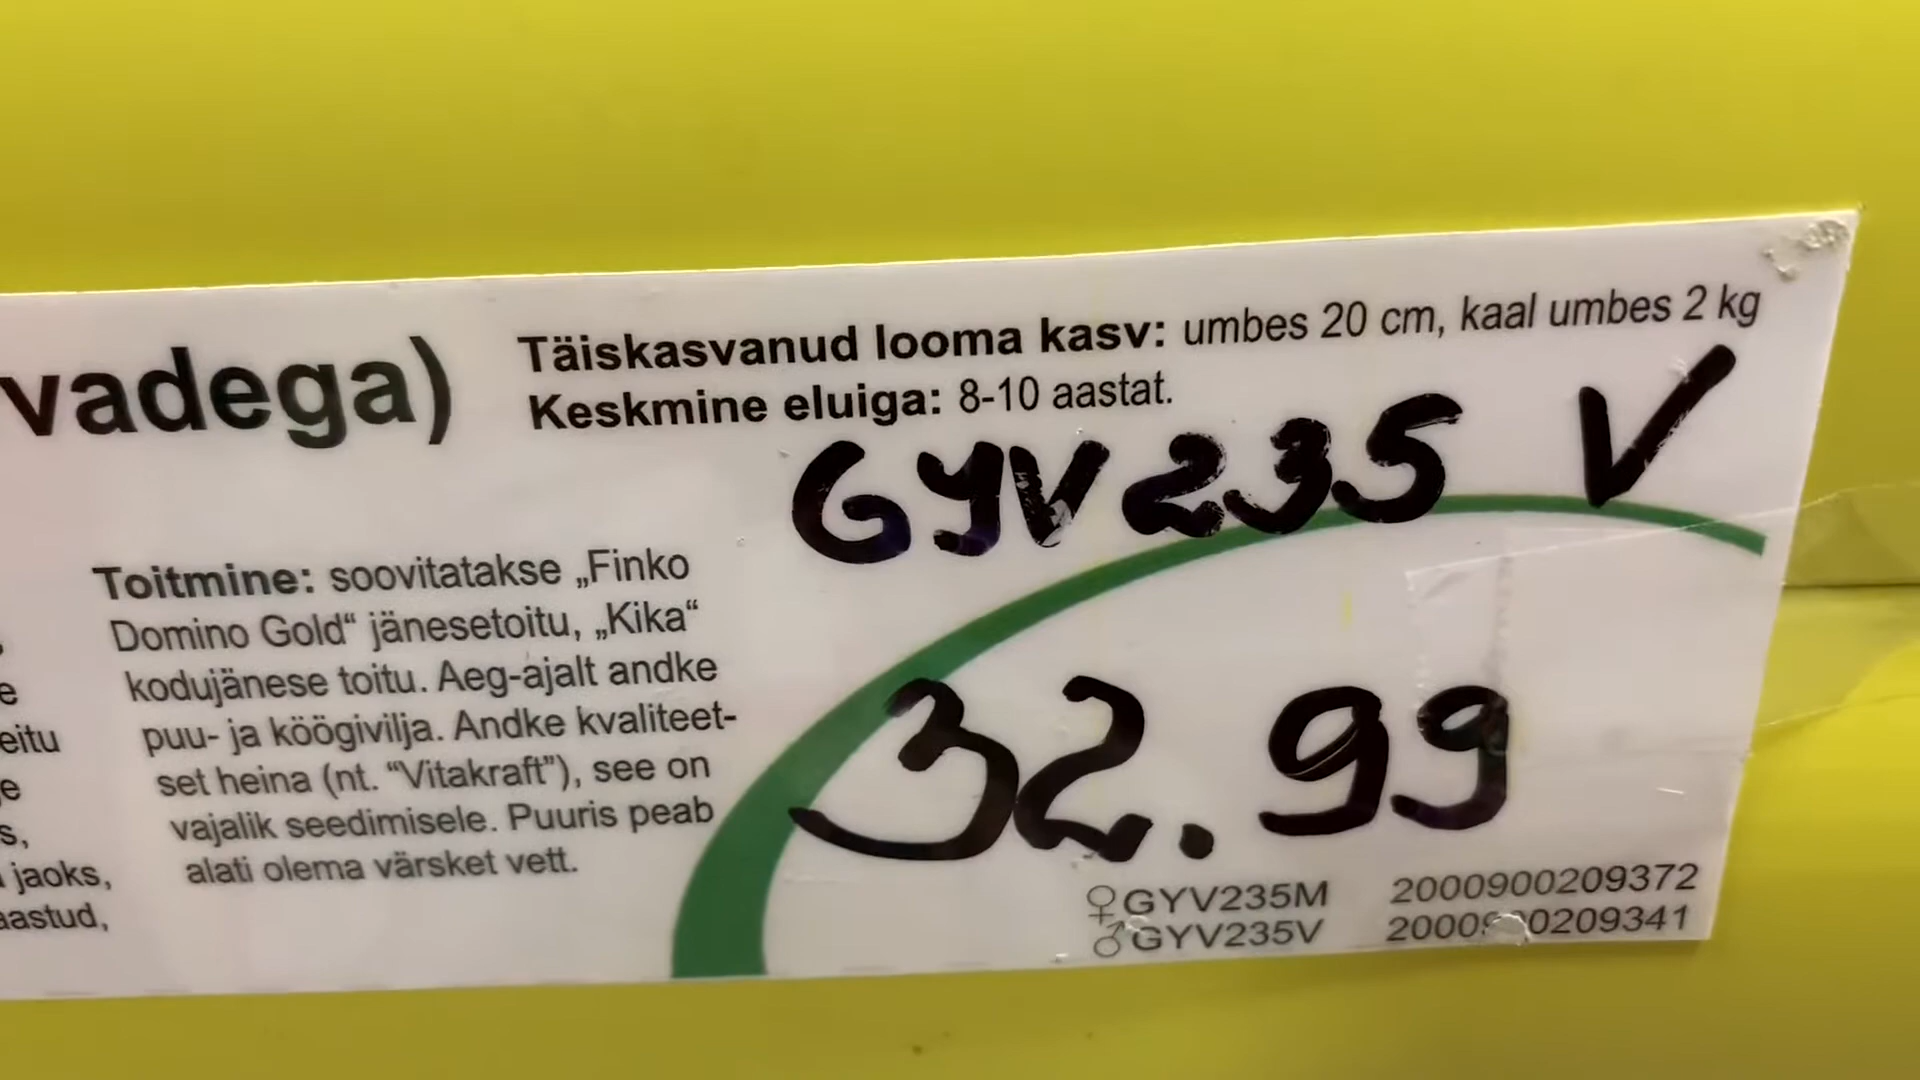 vadega)
Täiskasvanud looma kasv: umbes 20 cm, kaal umbes 2 kg
Keskmine eluiga: 8-10 aastat.
GYV235 V
Toitmine: soovitatakse „Finko
Domino Gold“ jänesetoitu, „Kika“
kodujänese toitu. Aeg-ajalt andke
puu- ja köögivilja. Andke kvaliteet-
set heina (nt. “Vitakraft”), see on
vajalik seedimisele. Puuris peab
alati olema värsket vett.
eitu
jaoks,
aastud,
32.99
♀GYV235M 2000900209372
♂GYV235V